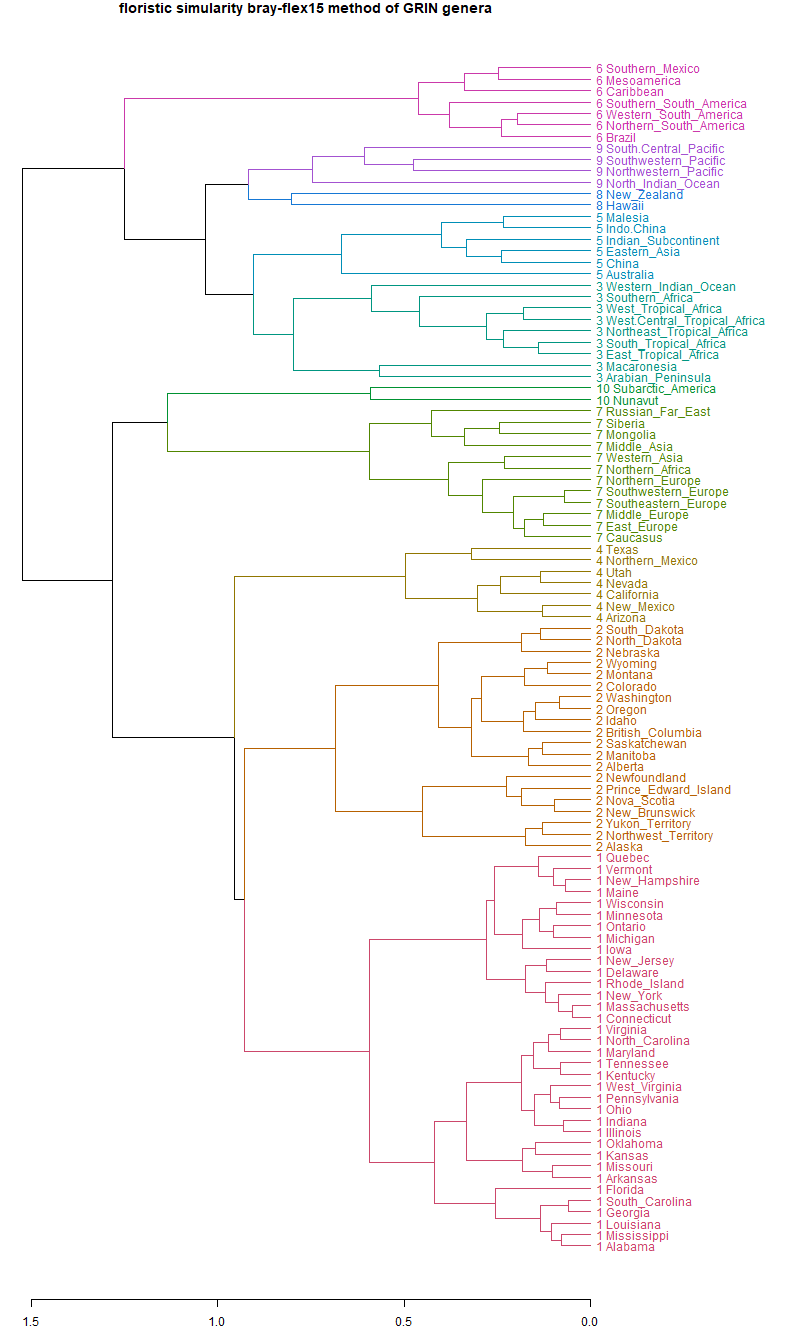 floristic simularity bray-flex15 method of GRIN genera
6 Southern_Mexico
6 Mesoamerica
6 Caribbean
6 Southern_South_America
6 Western_South_America
6 Northern_South_America
6 Brazil
9 South.Central_Pacific
9 Southwestern_Pacific
9 Northwestern_Pacific
9 North_Indian_Ocean
8 New_Zealand
8 Hawaii
5 Malesia
5 Indo.China
5 Indian_Subcontinent
5 Eastern_Asia
5 China
5 Australia
3 Western_Indian_Ocean
3 Southern_Africa
3 West_Tropical_Africa
3 West.Central_Tropical_Africa
3 Northeast_Tropical_Africa
3 South_Tropical_Africa
3 East_Tropical_Africa
3 Macaronesia
3 Arabian_Peninsula
10 Subarctic_America
10 Nunavut
7 Russian_Far_East
7 Siberia
7 Mongolia
7 Middle_Asia
7 Western_Asia
7 Northern_Africa
7 Northern_Europe
7 Southwestern_Europe
7 Southeastern_Europe
7 Middle_Europe
7 East_Europe
7 Caucasus
4 Texas
4 Northern_Mexico
4 Utah
4 Nevada
4 California
4 New_Mexico
4 Arizona
2 South_Dakota
2 North_Dakota
2 Nebraska
2 Wyoming
2 Montana
2 Colorado
2 Washington
2 Oregon
2 Idaho
2 British_Columbia
2 Saskatchewan
2 Manitoba
2 Alberta
2 Newfoundland
2 Prince_Edward_Island
2 Nova_Scotia
2 New_Brunswick
2 Yukon_Territory
2 Northwest_Territory
2 Alaska
1 Quebec
1 Vermont
1 New_Hampshire
1 Maine
1 Wisconsin
1 Minnesota
1 Ontario
1 Michigan
1 Iowa
1 New_Jersey
1 Delaware
1 Rhode_Island
1 New_York
1 Massachusetts
1 Connecticut
1 Virginia
1 North_Carolina
1 Maryland
1 Tennessee
1 Kentucky
1 West_Virginia
1 Pennsylvania
1 Ohio
1 Indiana
1 Illinois
1 Oklahoma
1 Kansas
1 Missouri
1 Arkansas
1 Florida
1 South_Carolina
1 Georgia
1 Louisiana
1 Mississippi
1 Alabama
1.5 1.0 0.5 0.0